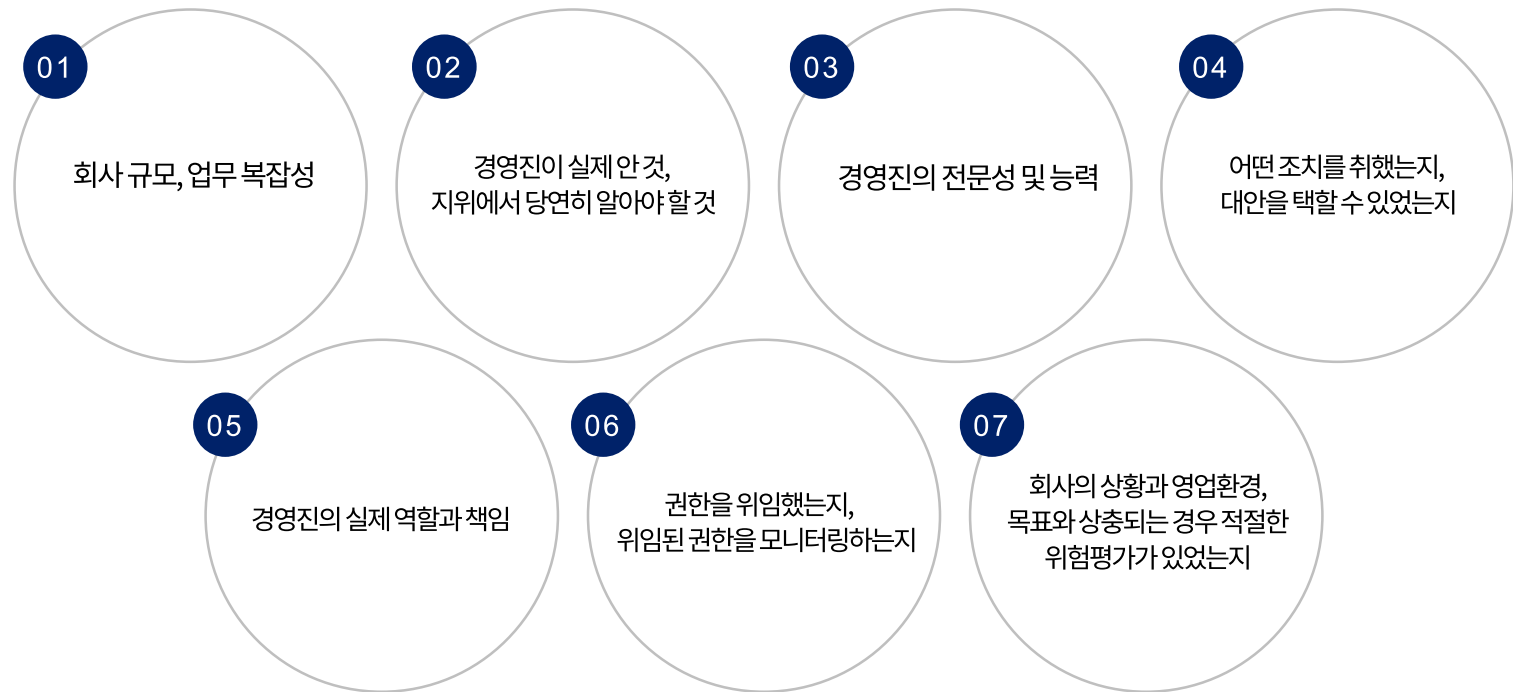 01
회사 규모, 업무 복잡성
02
경영진이 실제 안 것,
지위에서 당연히 알아야 할 것
03
경영진의 전문성 및 능력
04
어떤 조치를 취했는지,
대안을 택할 수 있었는지
05
경영진의 실제 역할과 책임
06
권한을 위임했는지,
위임된 권한을 모니터링하는지
07
회사의 상황과 영업환경,
목표와 상충되는 경우 적절한
위험평가가 있었는지